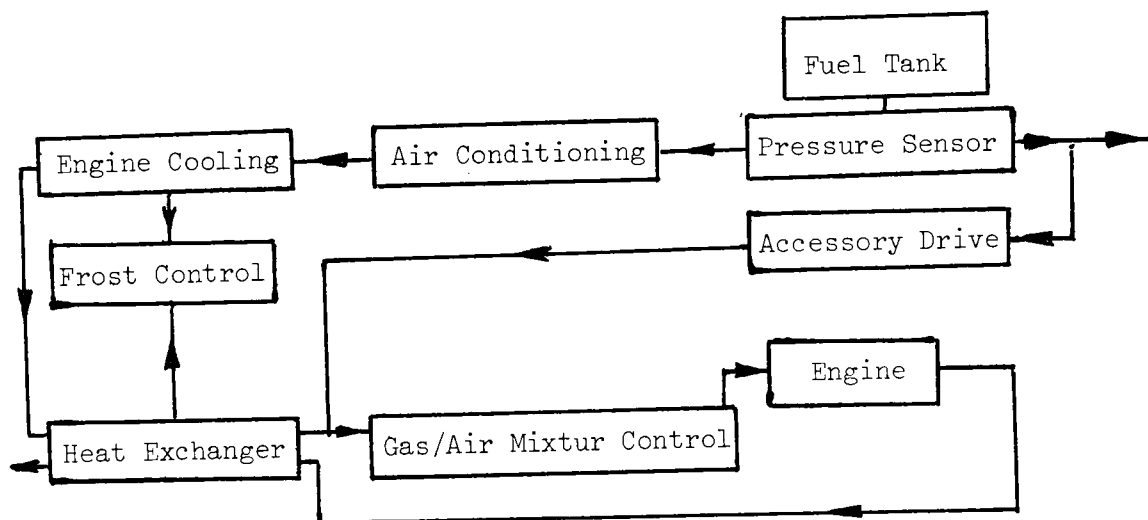 Fuel Tank
Engine Cooling
Air Conditioning
Pressure Sensor
Accessory Drive
Frost Control
Engine
Heat Exchanger
Gas/Air Mixtur Control